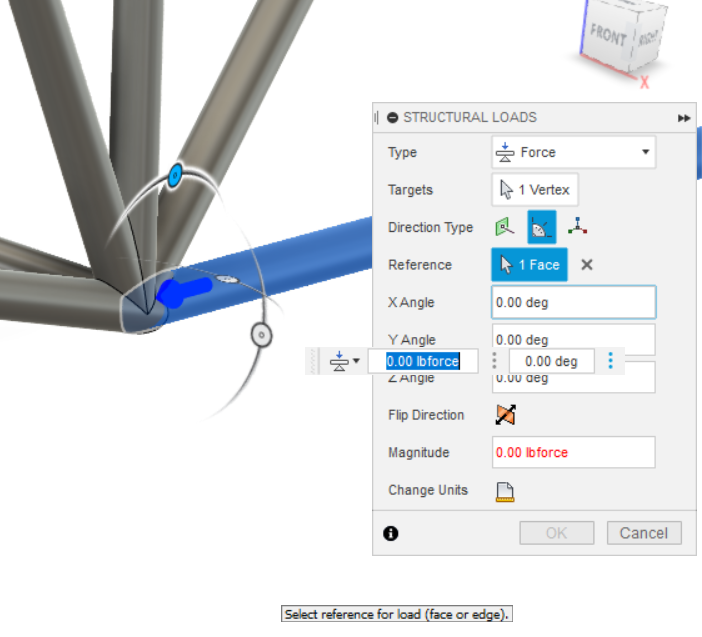 FRONT
RIGHT
X
STRUCTURAL LOADS
Type
Force
Targets
1 Vertex
Direction Type
Reference
1 Face
X Angle
0.00 deg
Y Angle
0.00 deg
0.00 lbforce
0.00 deg
Z Angle
0.00 deg
Flip Direction
Magnitude
0.00 lbforce
Change Units
OK
Cancel
Select reference for load (face or edge).